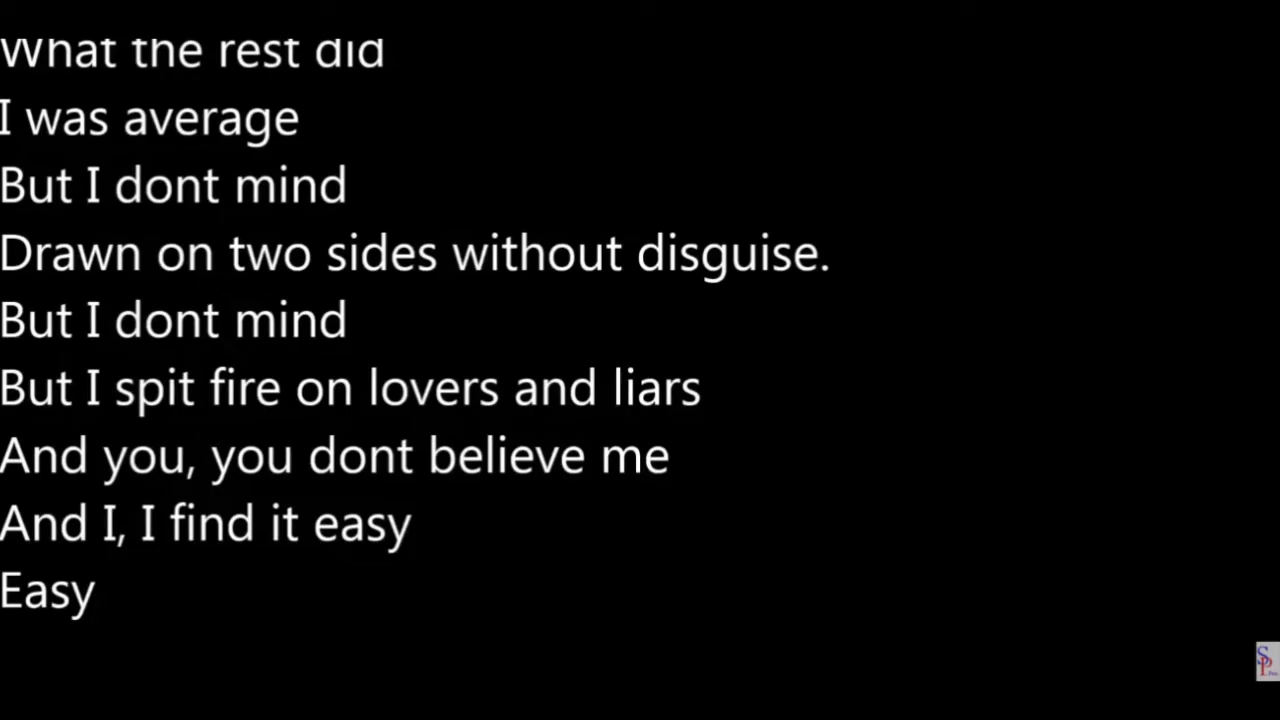 What the rest did
I was average
But I dont mind
Drawn on two sides without disguise.
But I dont mind
But I spit fire on lovers and liars
And you, you dont believe me
And I, I find it easy
Easy
SPL